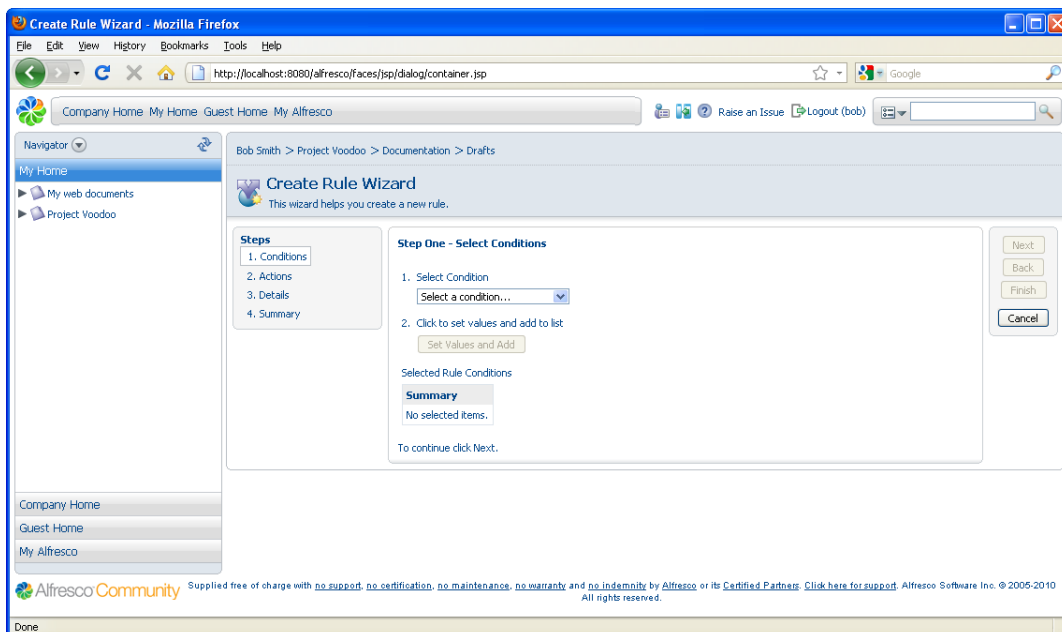 Create Rule Wizard - Mozilla Firefox
File Edit View History Bookmarks Tools Help
http://localhost:8080/alfresco/faces/jsp/dialog/container.jsp
Google
Company Home My Home Guest Home My Alfresco
Raise an Issue Logout (bob)
Navigator
Bob Smith > Project Voodoo > Documentation > Drafts
My Home
My web documents
Project Voodoo
Create Rule Wizard
This wizard helps you create a new rule.
Steps
1. Conditions
2. Actions
3. Details
4. Summary
Step One - Select Conditions
1. Select Condition
Select a condition...
2. Click to set values and add to list
Set Values and Add
Selected Rule Conditions
Summary
No selected items.
To continue click Next.
Next
Back
Finish
Cancel
Company Home
Guest Home
My Alfresco
Alfresco Community
Supplied free of charge with no support, no certification, no maintenance, no warranty and no indemnity by Alfresco or its Certified Partners. Click here for support. Alfresco Software Inc. © 2005-2010
All rights reserved.
Done